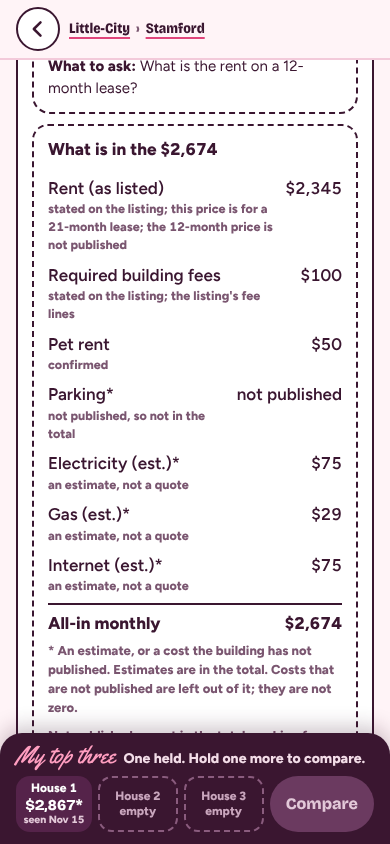 Little-City › Stamford
What to ask: What is the rent on a 12-
month lease?
What is in the $2,674
Rent (as listed) $2,345
stated on the listing; this price is for a
21-month lease; the 12-month price is
not published
Required building fees $100
stated on the listing; the listing's fee
lines
Pet rent $50
confirmed
Parking* not published
not published, so not in the
total
Electricity (est.)* $75
an estimate, not a quote
Gas (est.)* $29
an estimate, not a quote
Internet (est.)* $75
an estimate, not a quote
All-in monthly $2,674
* An estimate, or a cost the building has not
published. Estimates are in the total. Costs that
are not published are left out of it; they are not
zero.
My top three One held. Hold one more to compare.
House 1
$2,867*
seen Nov 15
House 2
empty
House 3
empty
Compare